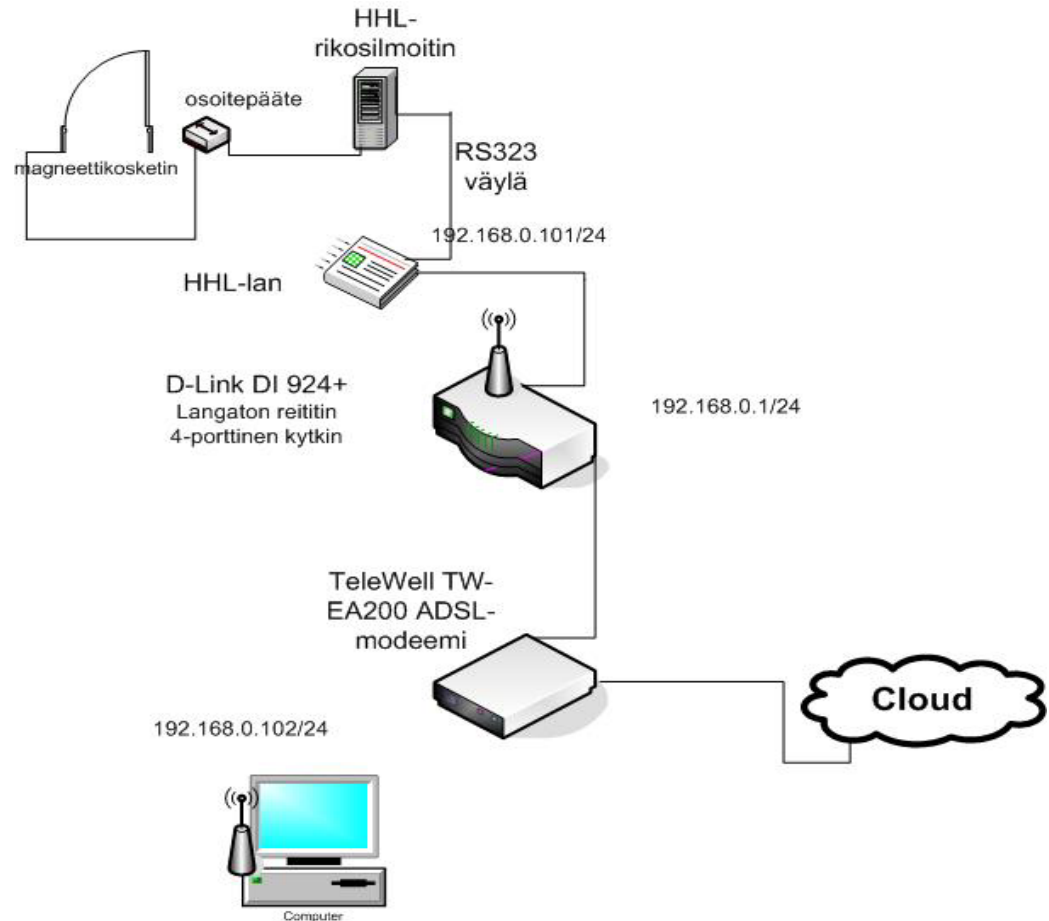 HHL-
rikosilmoitin
osoitepääte
magneettikosketin
RS323
väylä
192.168.0.101/24
HHL-lan
D-Link DI 924+
Langaton reititin
4-porttinen kytkin
192.168.0.1/24
TeleWell TW-
EA200 ADSL-
modeemi
Cloud
192.168.0.102/24
Computer